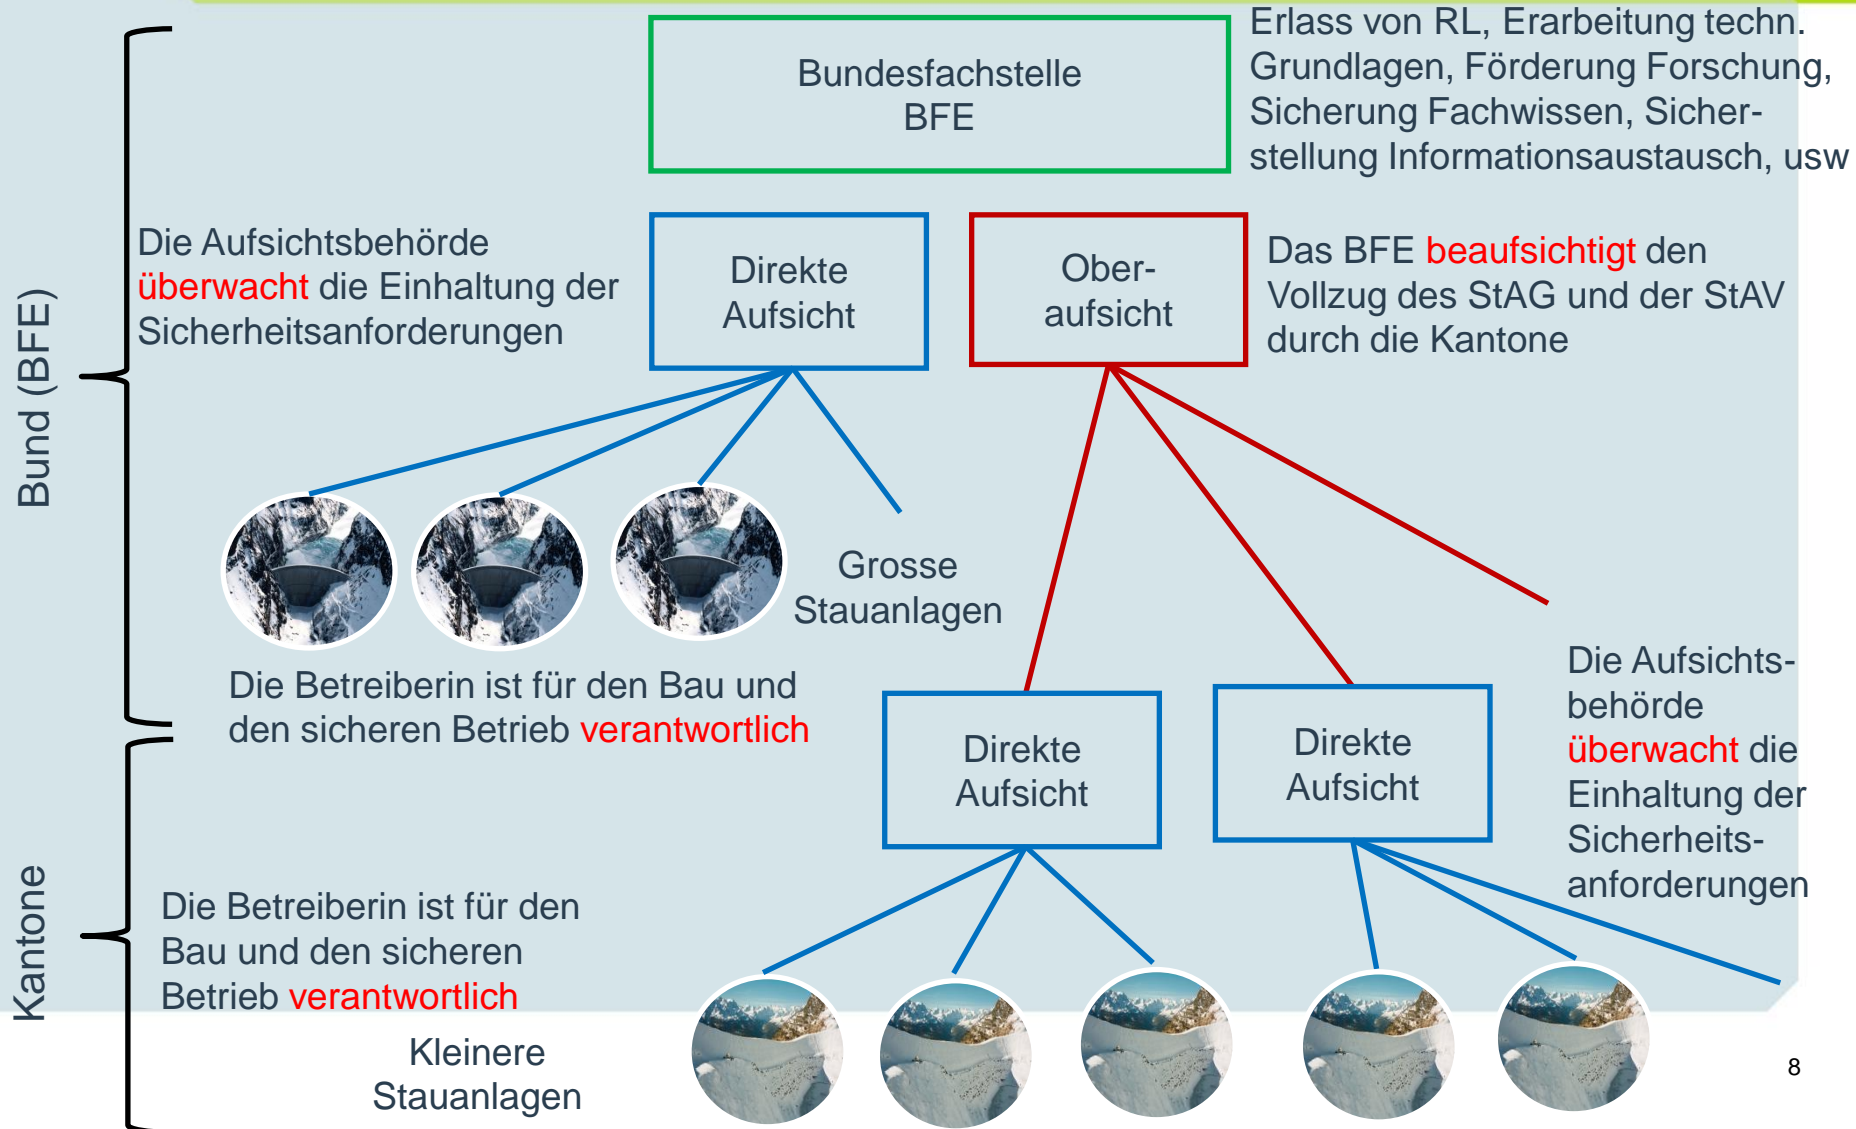 Bundesfachstelle
BFE
Erlass von RL, Erarbeitung techn.
Grundlagen, Förderung Forschung,
Sicherung Fachwissen, Sicher-
stellung Informationsaustausch, usw
Bund (BFE)
Die Aufsichtsbehörde
überwacht die Einhaltung der
Sicherheitsanforderungen
Direkte
Aufsicht
Ober-
aufsicht
Das BFE beaufsichtigt den
Vollzug des StAG und der StAV
durch die Kantone
Grosse
Stauanlagen
Die Betreiberin ist für den Bau und
den sicheren Betrieb verantwortlich
Direkte
Aufsicht
Direkte
Aufsicht
Die Aufsichts-
behörde
überwacht die
Einhaltung der
Sicherheits-
anforderungen
Kantone
Die Betreiberin ist für den
Bau und den sicheren
Betrieb verantwortlich
Kleinere
Stauanlagen
8